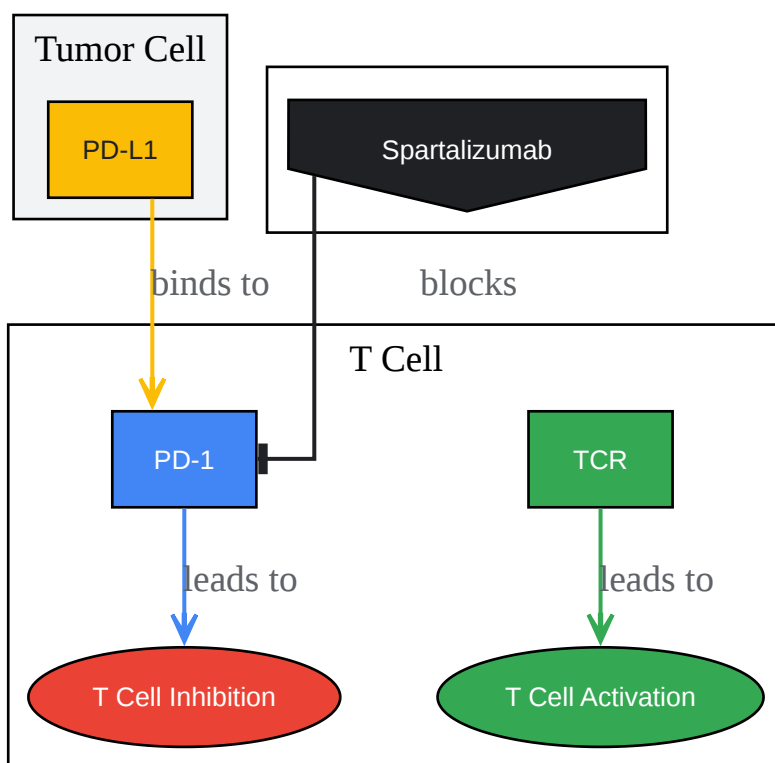 Tumor Cell
PD-L1
Spartalizumab
binds to
blocks
T Cell
PD-1
TCR
leads to
leads to
T Cell Inhibition
T Cell Activation